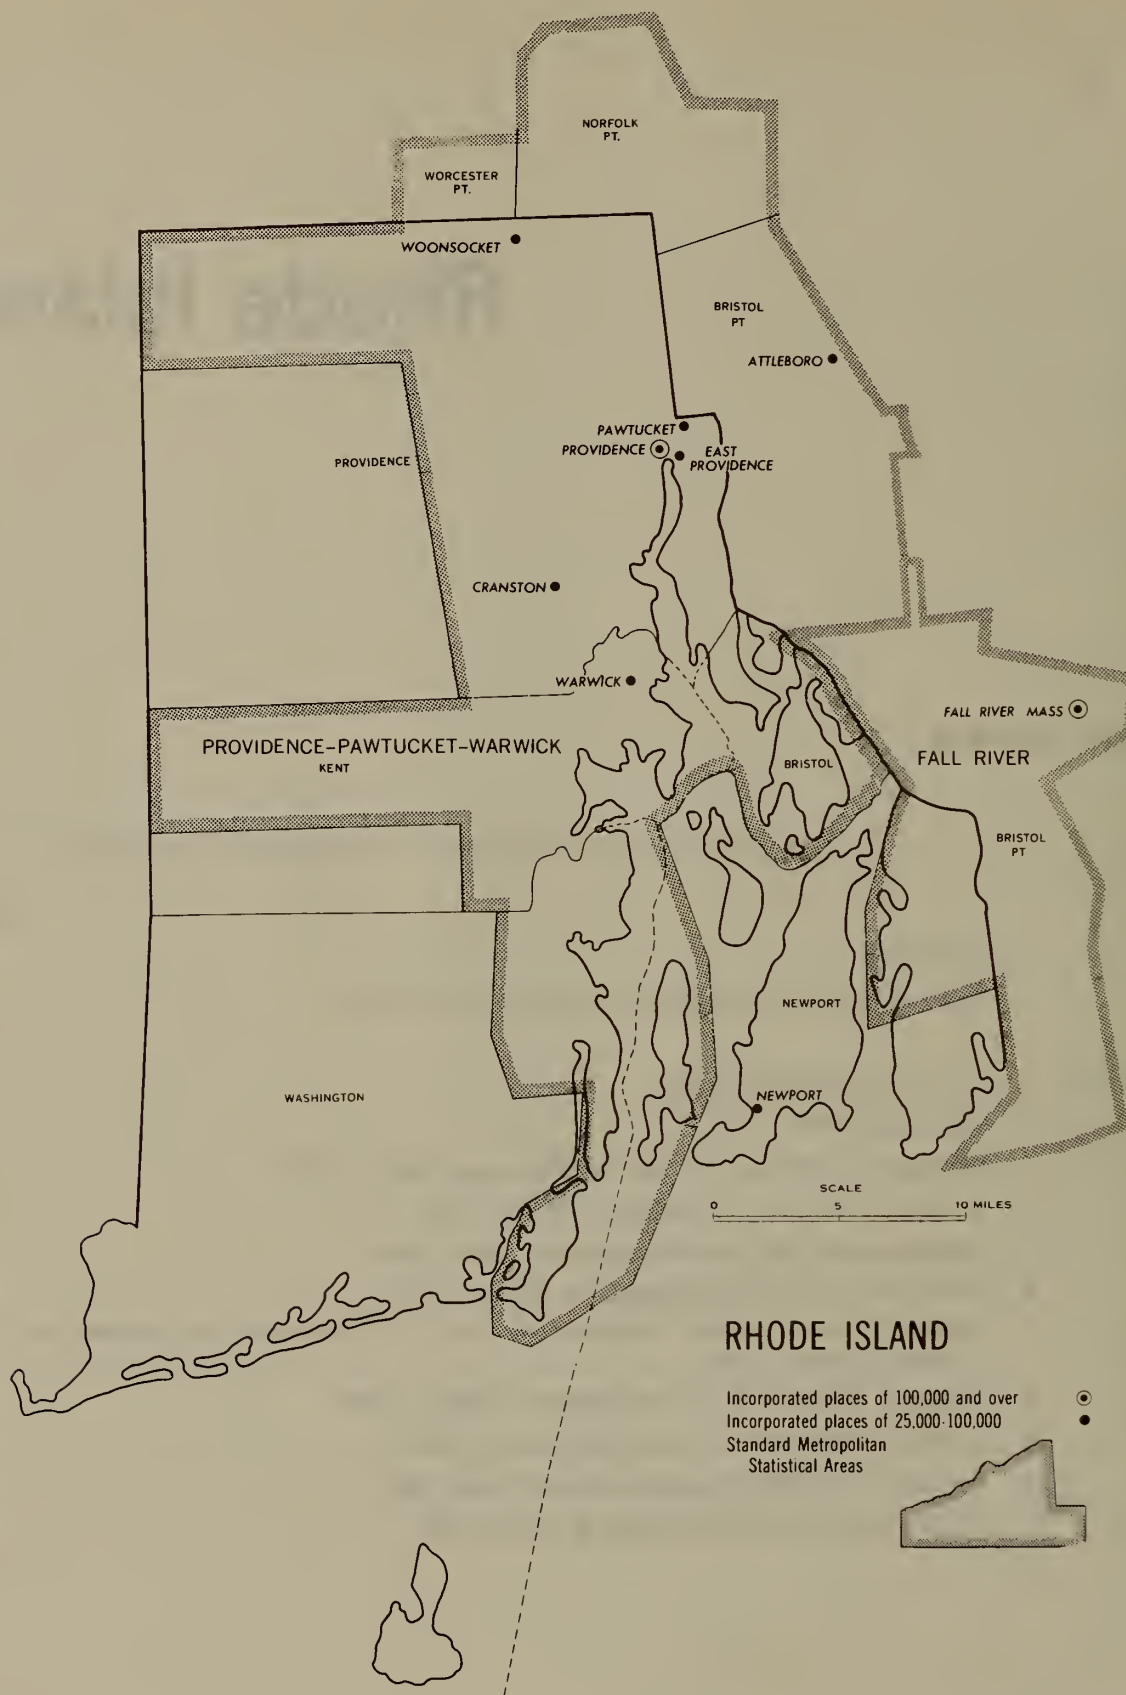 NORFOLK
PT.
WORCESTER
PT.
WOONSOCKET
BRISTOL
PT
ATTLEBORO
PAWTUCKET
PROVIDENCE
EAST
PROVIDENCE
PROVIDENCE
CRANSTON
WARWICK
FALL RIVER MASS
PROVIDENCE-PAWTUCKET-WARWICK
KENT
BRISTOL
FALL RIVER
BRISTOL
PT
NEWPORT
WASHINGTON
NEWPORT
SCALE
0 5 10 MILES
RHODE ISLAND
Incorporated places of 100,000 and over
Incorporated places of 25,000-100,000
Standard Metropolitan
Statistical Areas